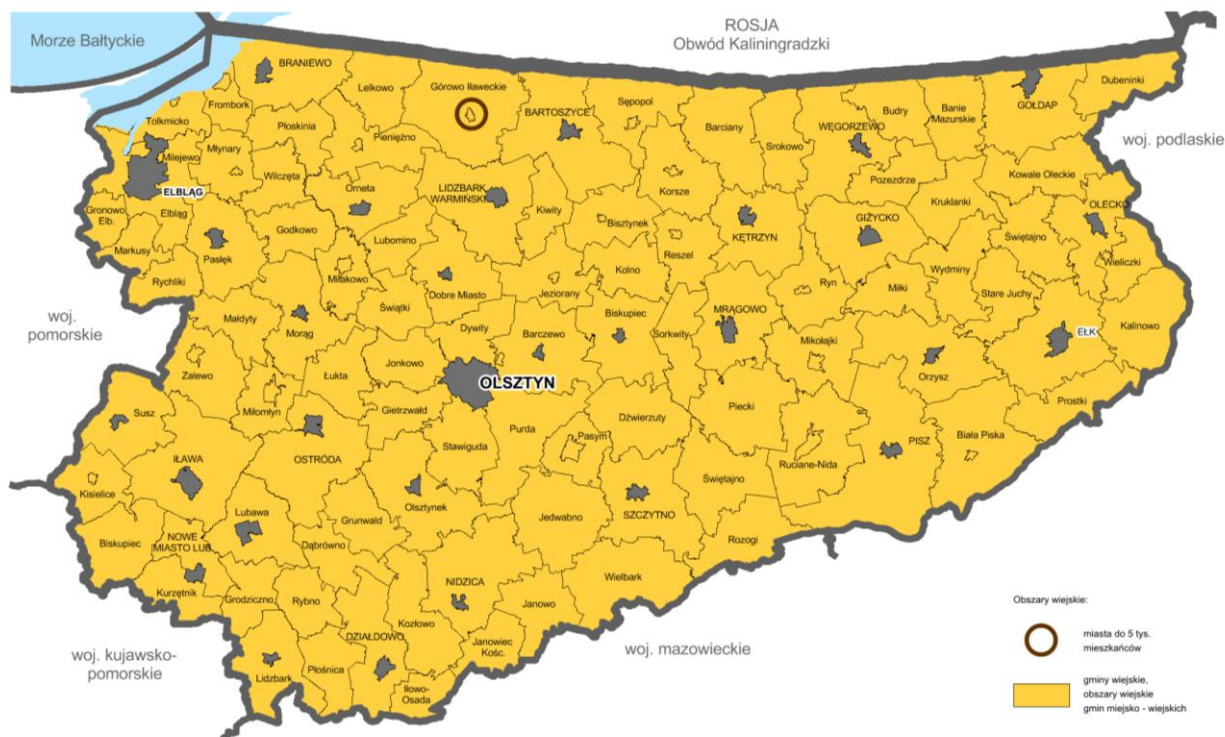 ROSJA
Obwód Kaliningradzki
Morze Bałtyckie
BRANIEWO
Lelkowo
Górowo Iławeckie
Sępopol
Budry
Banie
Mazurskie
GOŁDAP
Dubeninki
Frombork
Tolkmicko
Płoskinia
Pieniężno
BARTOSZYCE
Barciany
Srokowo
WĘGORZEWO
woj. podlaskie
Milejewo
Młynary
Wilczęta
Orneta
LIDZBARK
WARMIŃSKI
Kiwity
Korsze
Pozezdrze
Kowale Oleckie
ELBLĄG
Gronowo
Elb.
Elbląg
Godkowo
Lubomino
Bisztynek
KĘTRZYN
GIŻYCKO
Kruklanki
OLECKO
Świętajno
Markusy
Pasłęk
Reszel
Rychliki
Miłakowo
Świątki
Dobre Miasto
Jeziorany
Kolno
Ryn
Miłki
Wydminy
Stare Juchy
Wieliczki
woj.
pomorskie
Małdyty
Morąg
Dywity
Barczewo
Biskupiec
Sorkwity
MRĄGOWO
Mikołajki
EŁK
Kalinowo
Zalewo
Łukta
Jonkowo
OLSZTYN
Orzysz
Miłomłyn
Gietrzwałd
Piecki
Prostki
Susz
Purda
Pasym
Dźwierzuty
Stawiguda
PISZ
Biała Piska
IŁAWA
OSTRÓDA
Ruciane-Nida
Kisielice
Świętajno
Lubawa
Olsztynek
SZCZYTNO
Grunwald
Jedwabno
Biskupiec
NOWE
MIASTO LUB.
Dąbrówno
Rozogi
Kurzętnik
Grodziczno
Rybno
NIDZICA
Wielbark
Janowo
Kozłowo
DZIAŁDOWO
Janowiec
Kośc.
woj. kujawsko-
pomorskie
Lidzbark
Płośnica
Iłowo-
Osada
woj. mazowieckie
Obszary wiejskie:
miasta do 5 tys.
mieszkańców
gminy wiejskie,
obszary wiejskie
gmin miejsko - wiejskich